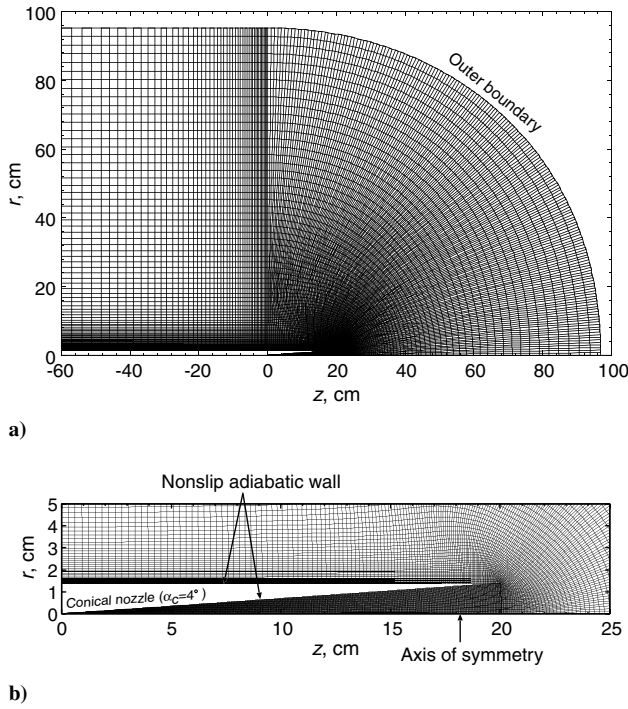 100
80
60
40
20
0
r, cm
Outer boundary
-60 -40 -20 0 20 40 60 80 100
z, cm
a)
Nonslip adiabatic wall
5
4
3
2
1
0
r, cm
Conical nozzle (αc=4°)
0 5 10 15 20 25
z, cm
Axis of symmetry
b)